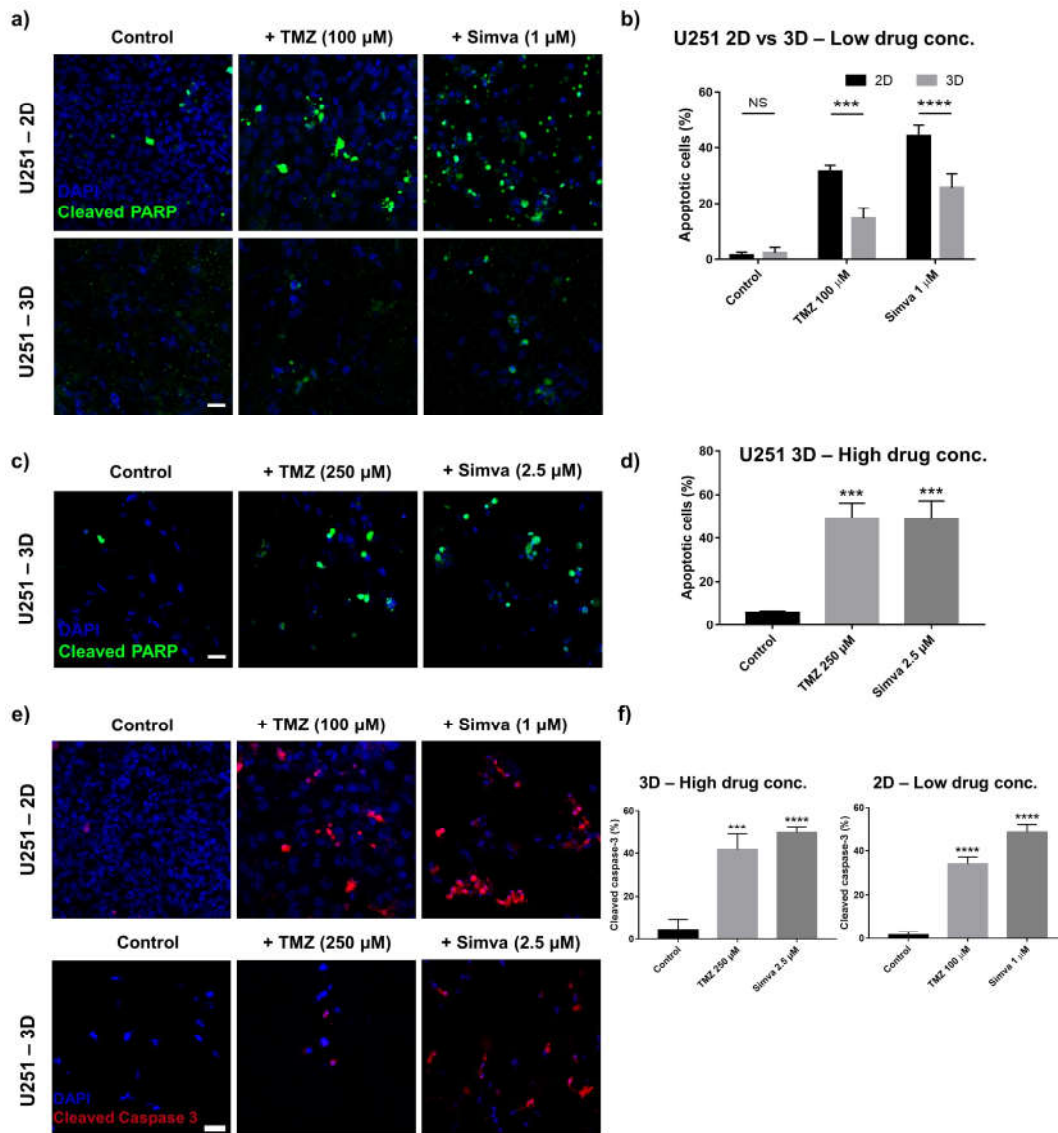 a)
Control
+ TMZ (100 µM)
+ Simva (1 µM)
U251 – 2D
DAPI
Cleaved PARP
U251 – 3D
b)
U251 2D vs 3D – Low drug conc.
2D
3D
Apoptotic cells (%)
60
40
20
0
NS
***
****
Control
TMZ 100 µM
Simva 1 µM
c)
Control
+ TMZ (250 µM)
+ Simva (2.5 µM)
U251 – 3D
DAPI
Cleaved PARP
d)
U251 3D – High drug conc.
Apoptotic cells (%)
80
60
40
20
0
***
***
Control
TMZ 250 µM
Simva 2.5 µM
e)
Control
+ TMZ (100 µM)
+ Simva (1 µM)
U251 – 2D
Control
+ TMZ (250 µM)
+ Simva (2.5 µM)
U251 – 3D
DAPI
Cleaved Caspase 3
f)
3D – High drug conc.
Cleaved caspase-3 (%)
60
40
20
0
***
****
Control
TMZ 250 µM
Simva 2.5 µM
2D – Low drug conc.
Cleaved caspase-3 (%)
60
40
20
0
****
****
Control
TMZ 100 µM
Simva 1 µM